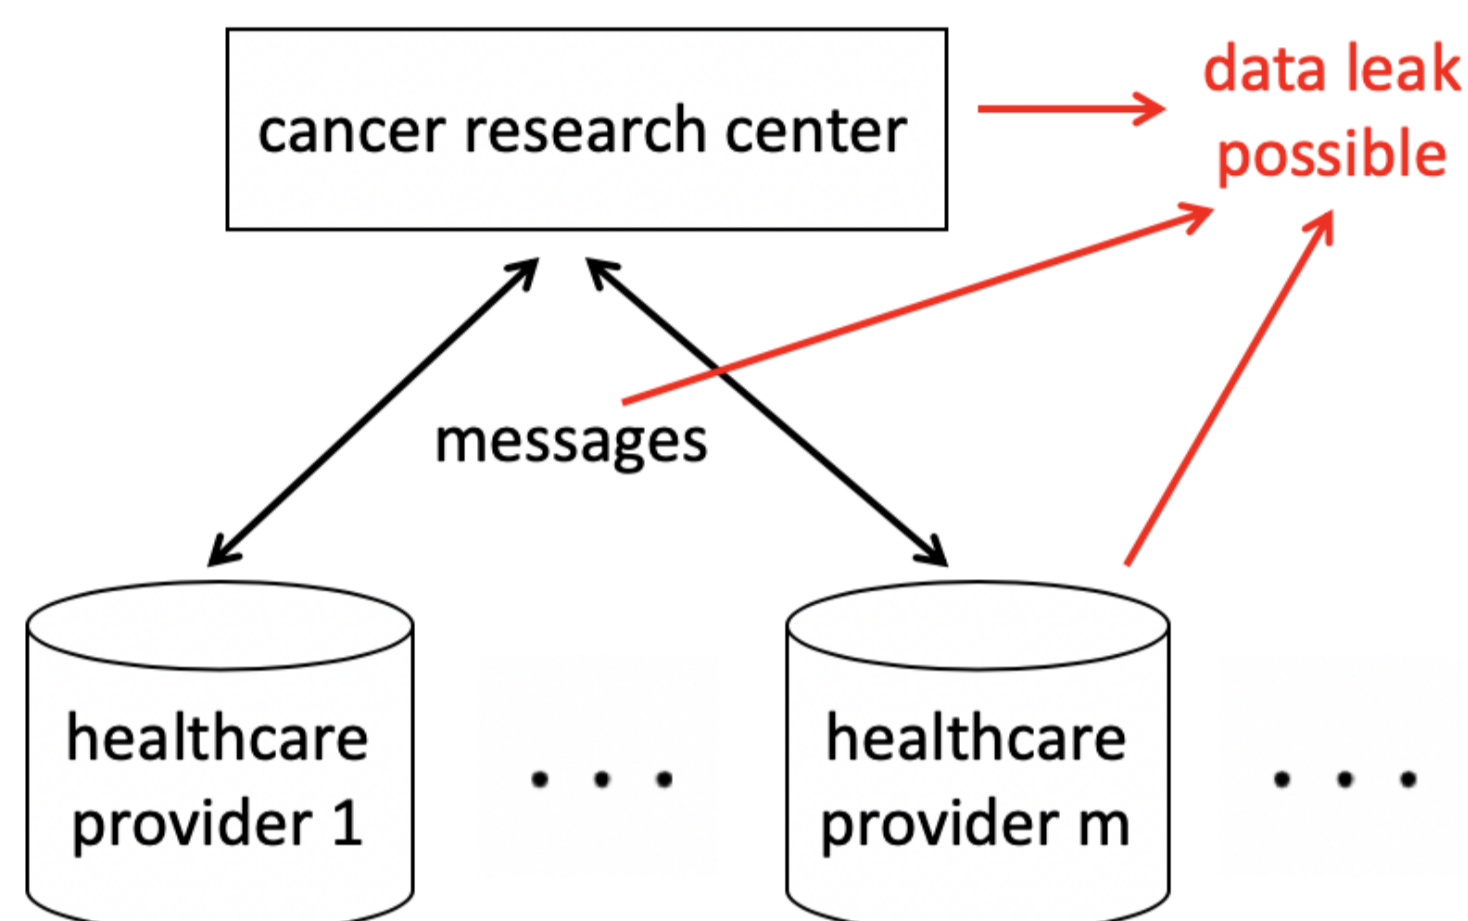 data leak
possible
cancer research center
messages
healthcare
provider 1
. . .
healthcare
provider m
. . .